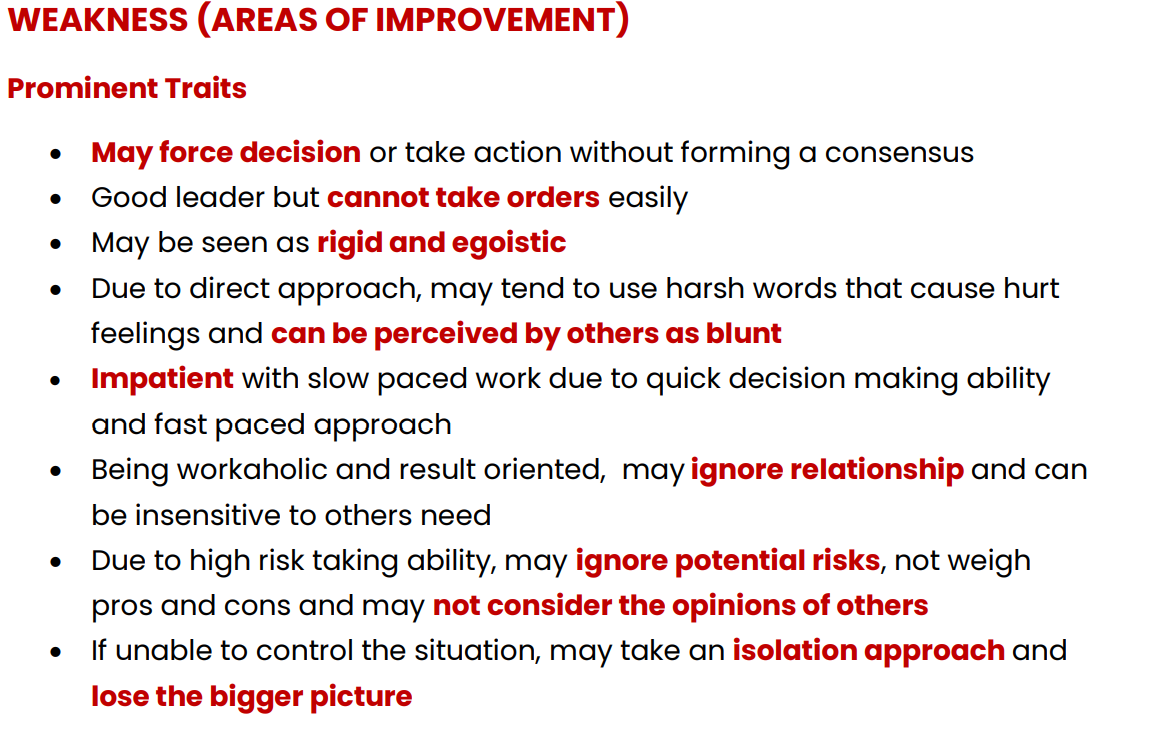 WEAKNESS (AREAS OF IMPROVEMENT)
Prominent Traits
• May force decision or take action without forming a consensus
• Good leader but cannot take orders easily
• May be seen as rigid and egoistic
• Due to direct approach, may tend to use harsh words that cause hurt
feelings and can be perceived by others as blunt
• Impatient with slow paced work due to quick decision making ability
and fast paced approach
• Being workaholic and result oriented,  may ignore relationship and can
be insensitive to others need
• Due to high risk taking ability, may ignore potential risks, not weigh
pros and cons and may not consider the opinions of others
• If unable to control the situation, may take an isolation approach and
lose the bigger picture